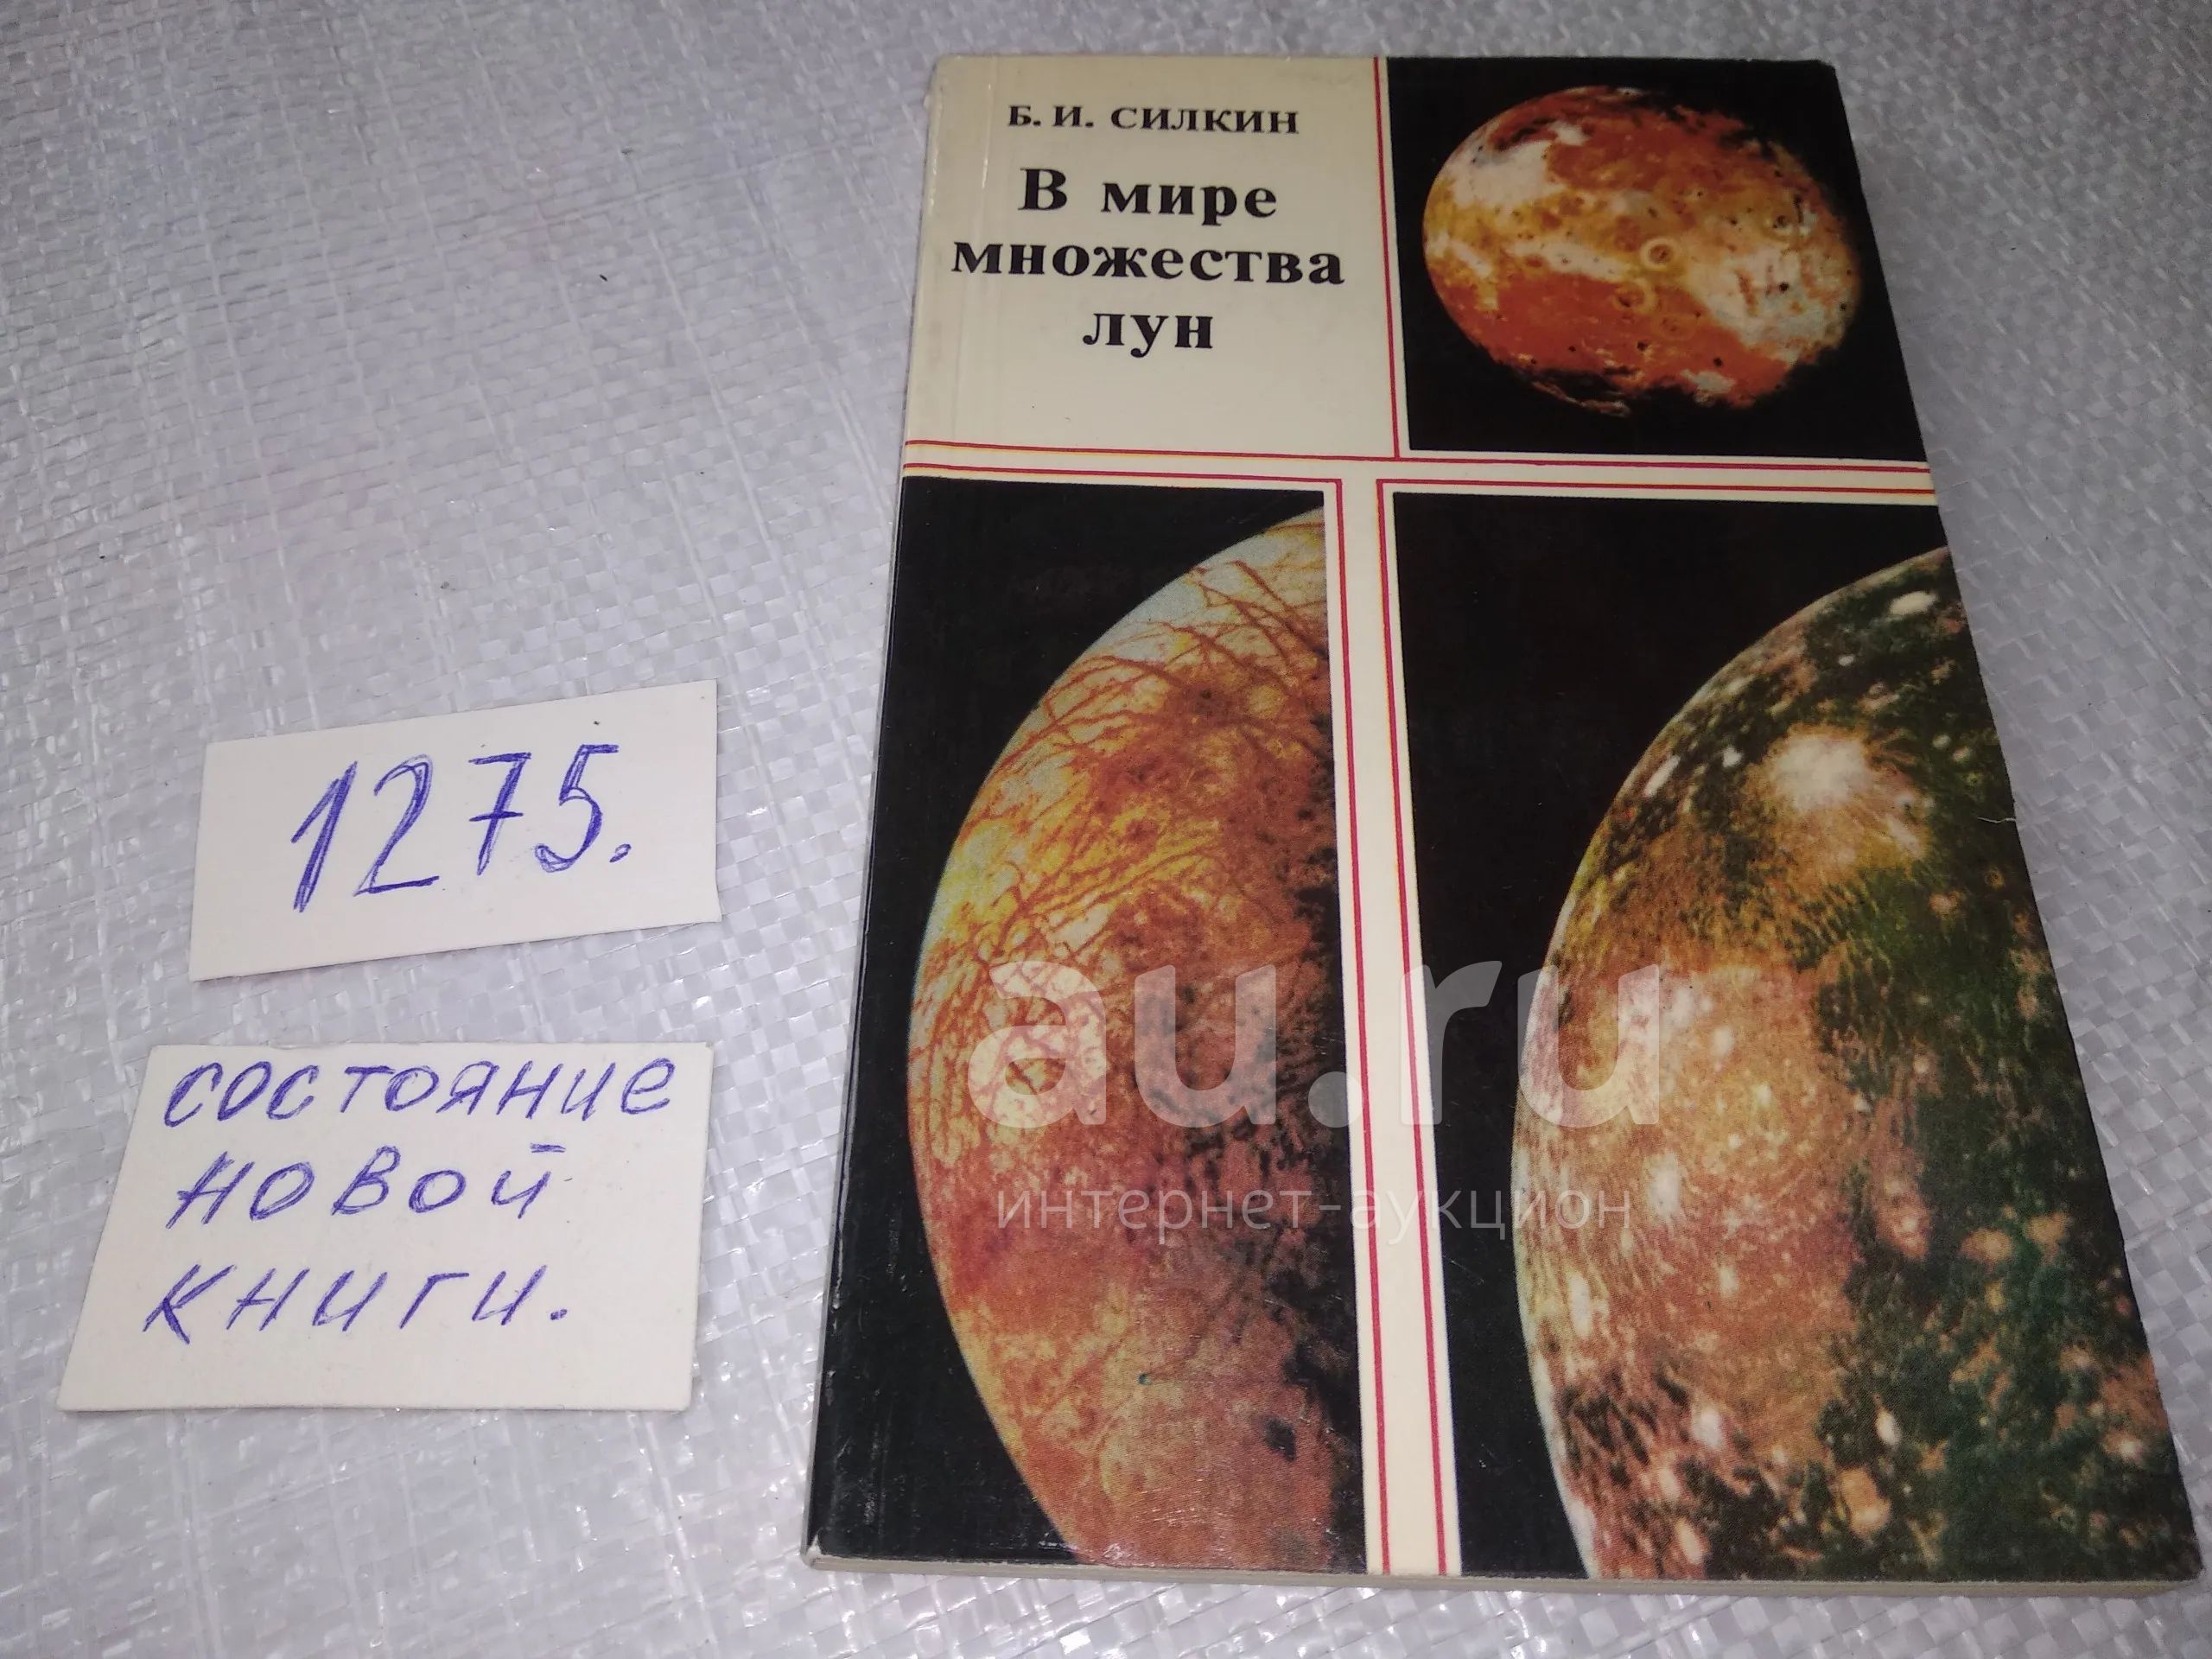 Б. И. СИЛКИН
В мире
множества
лун
1275.
состояние
новой
книги.
au.ru
интернет-аукцион